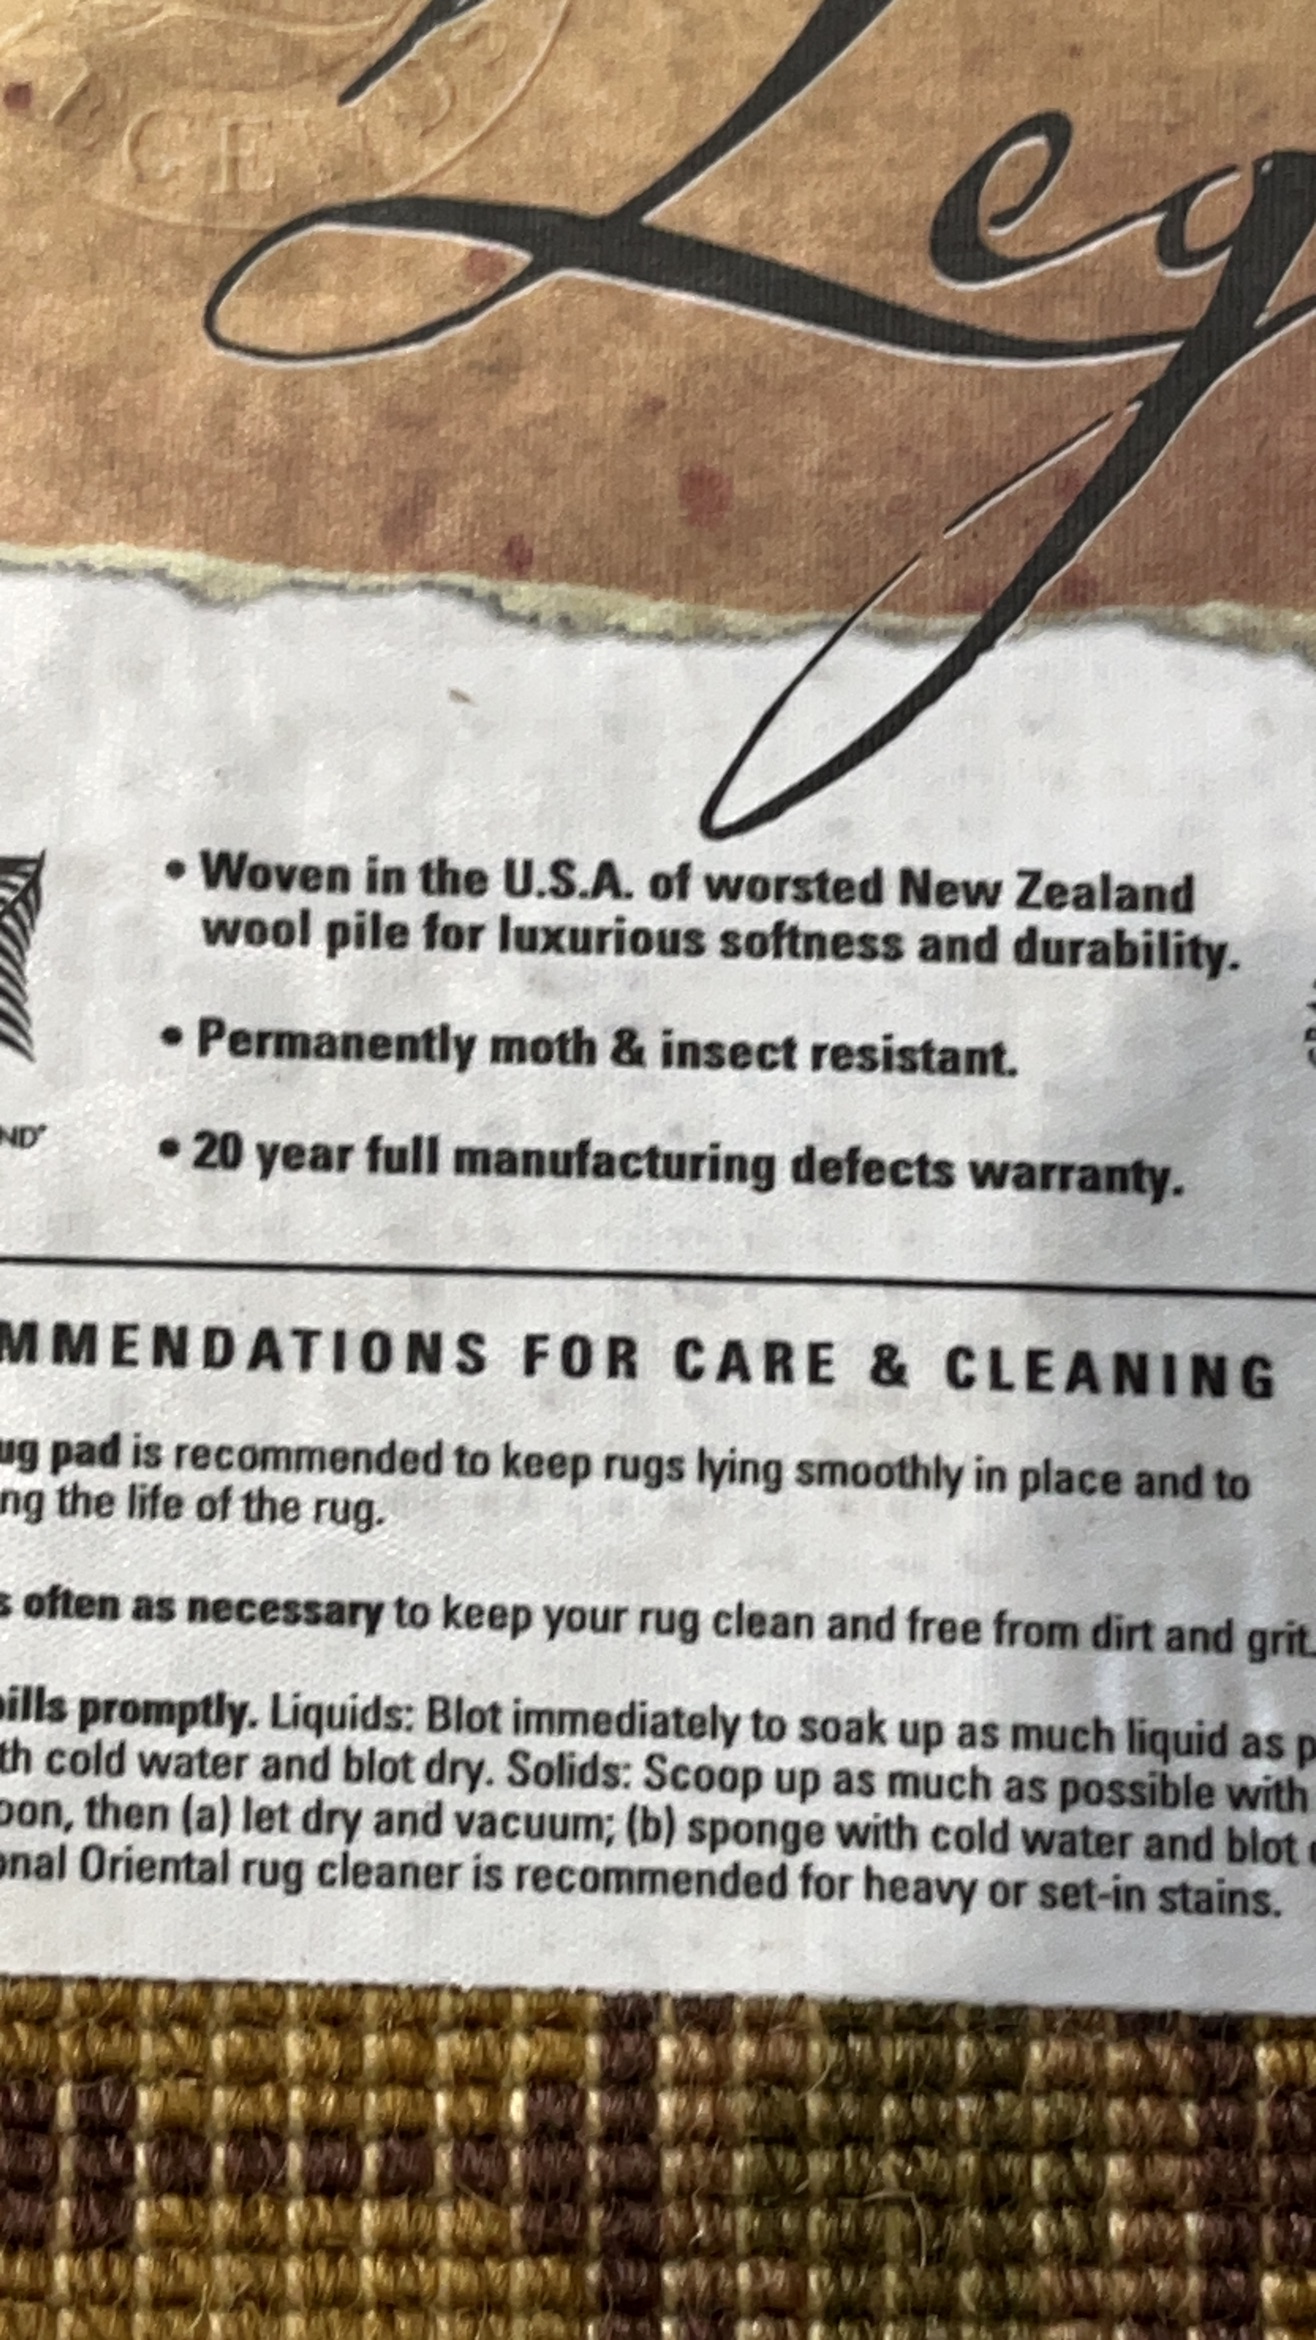 CE
Leg
• Woven in the U.S.A. of worsted New Zealand
wool pile for luxurious softness and durability.
• Permanently moth & insect resistant.
ND
• 20 year full manufacturing defects warranty.
MMENDATIONS FOR CARE & CLEANING
ug pad is recommended to keep rugs lying smoothly in place and to
ng the life of the rug.
s often as necessary to keep your rug clean and free from dirt and grit.
ills promptly. Liquids: Blot immediately to soak up as much liquid as p
th cold water and blot dry. Solids: Scoop up as much as possible with
oon, then (a) let dry and vacuum; (b) sponge with cold water and blot
onal Oriental rug cleaner is recommended for heavy or set-in stains.